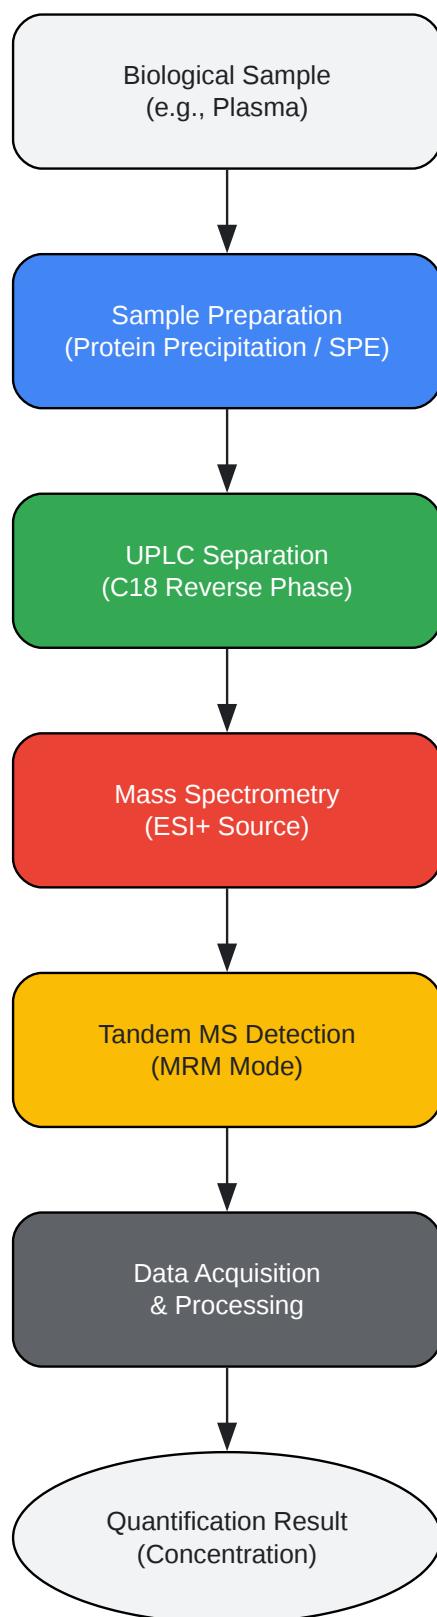 Biological Sample
(e.g., Plasma)
Sample Preparation
(Protein Precipitation / SPE)
UPLC Separation
(C18 Reverse Phase)
Mass Spectrometry
(ESI+ Source)
Tandem MS Detection
(MRM Mode)
Data Acquisition
& Processing
Quantification Result
(Concentration)